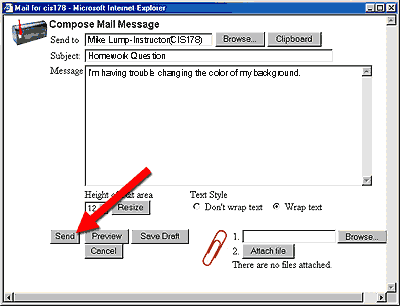 Mail for cis178 - Microsoft Internet Explorer
Compose Mail Message
Send to Mike Lump-Instructor(CIS178) Browse... Clipboard
Subject: Homework Question
Message I'm having trouble changing the color of my background.
Height of text area Text Style
12 Resize Don't wrap text Wrap text
Send Preview Save Draft 1. Browse...
Cancel 2. Attach file
There are no files attached.